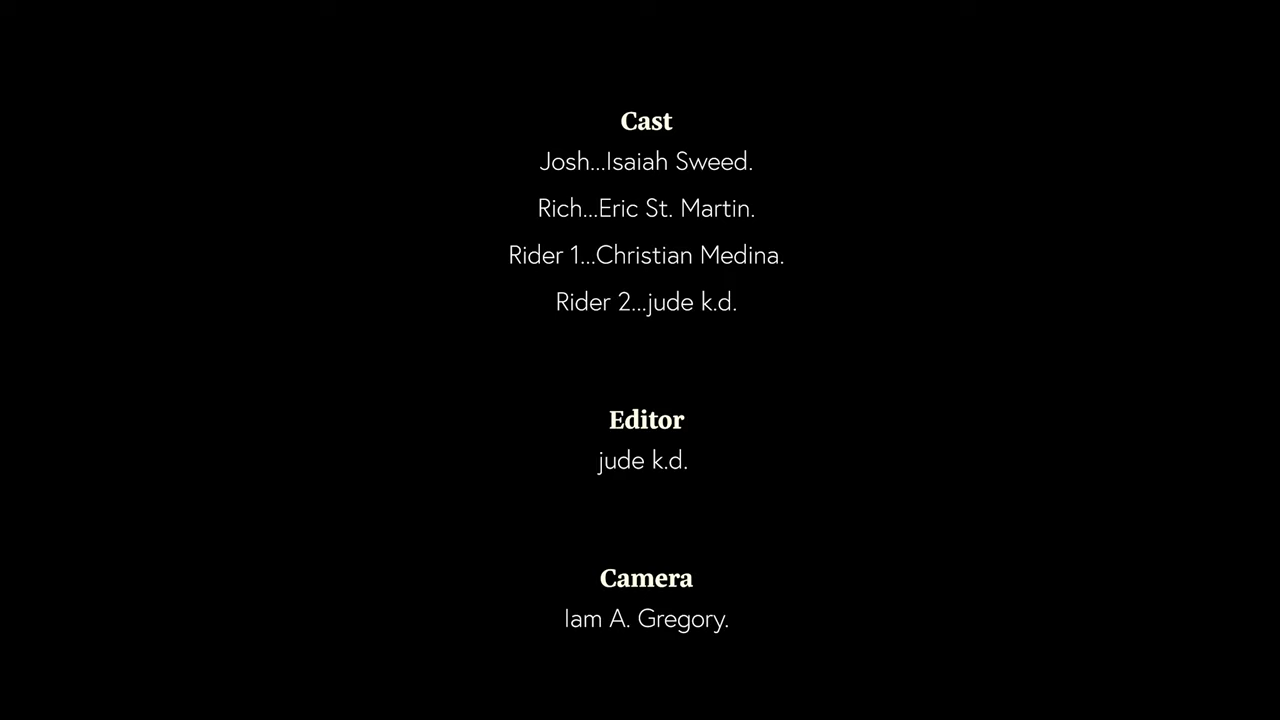 Cast
Josh...Isaiah Sweed.
Rich...Eric St. Martin.
Rider 1...Christian Medina.
Rider 2...jude k.d.
Editor
jude k.d.
Camera
Iam A. Gregory.